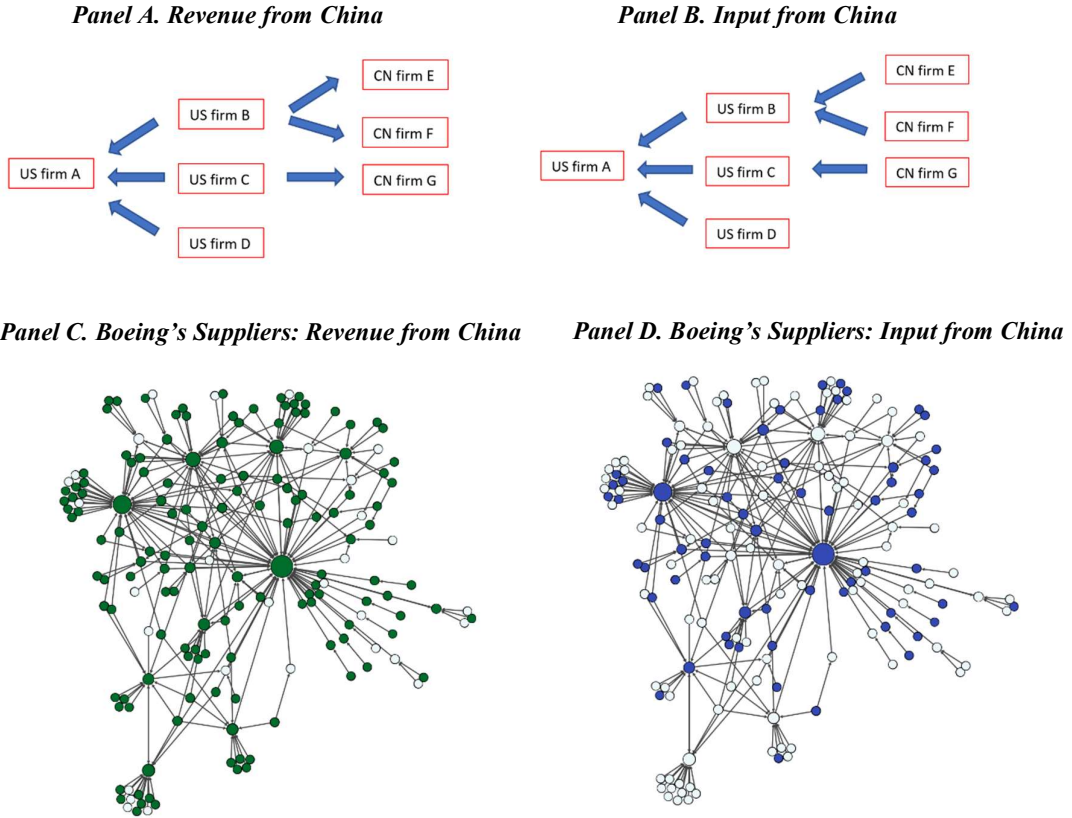 Panel A. Revenue from China
CN firm E
US firm B
CN firm F
US firm A
US firm C
CN firm G
US firm D
Panel B. Input from China
CN firm E
US firm B
CN firm F
US firm A
US firm C
CN firm G
US firm D
Panel C. Boeing’s Suppliers: Revenue from China
Panel D. Boeing’s Suppliers: Input from China